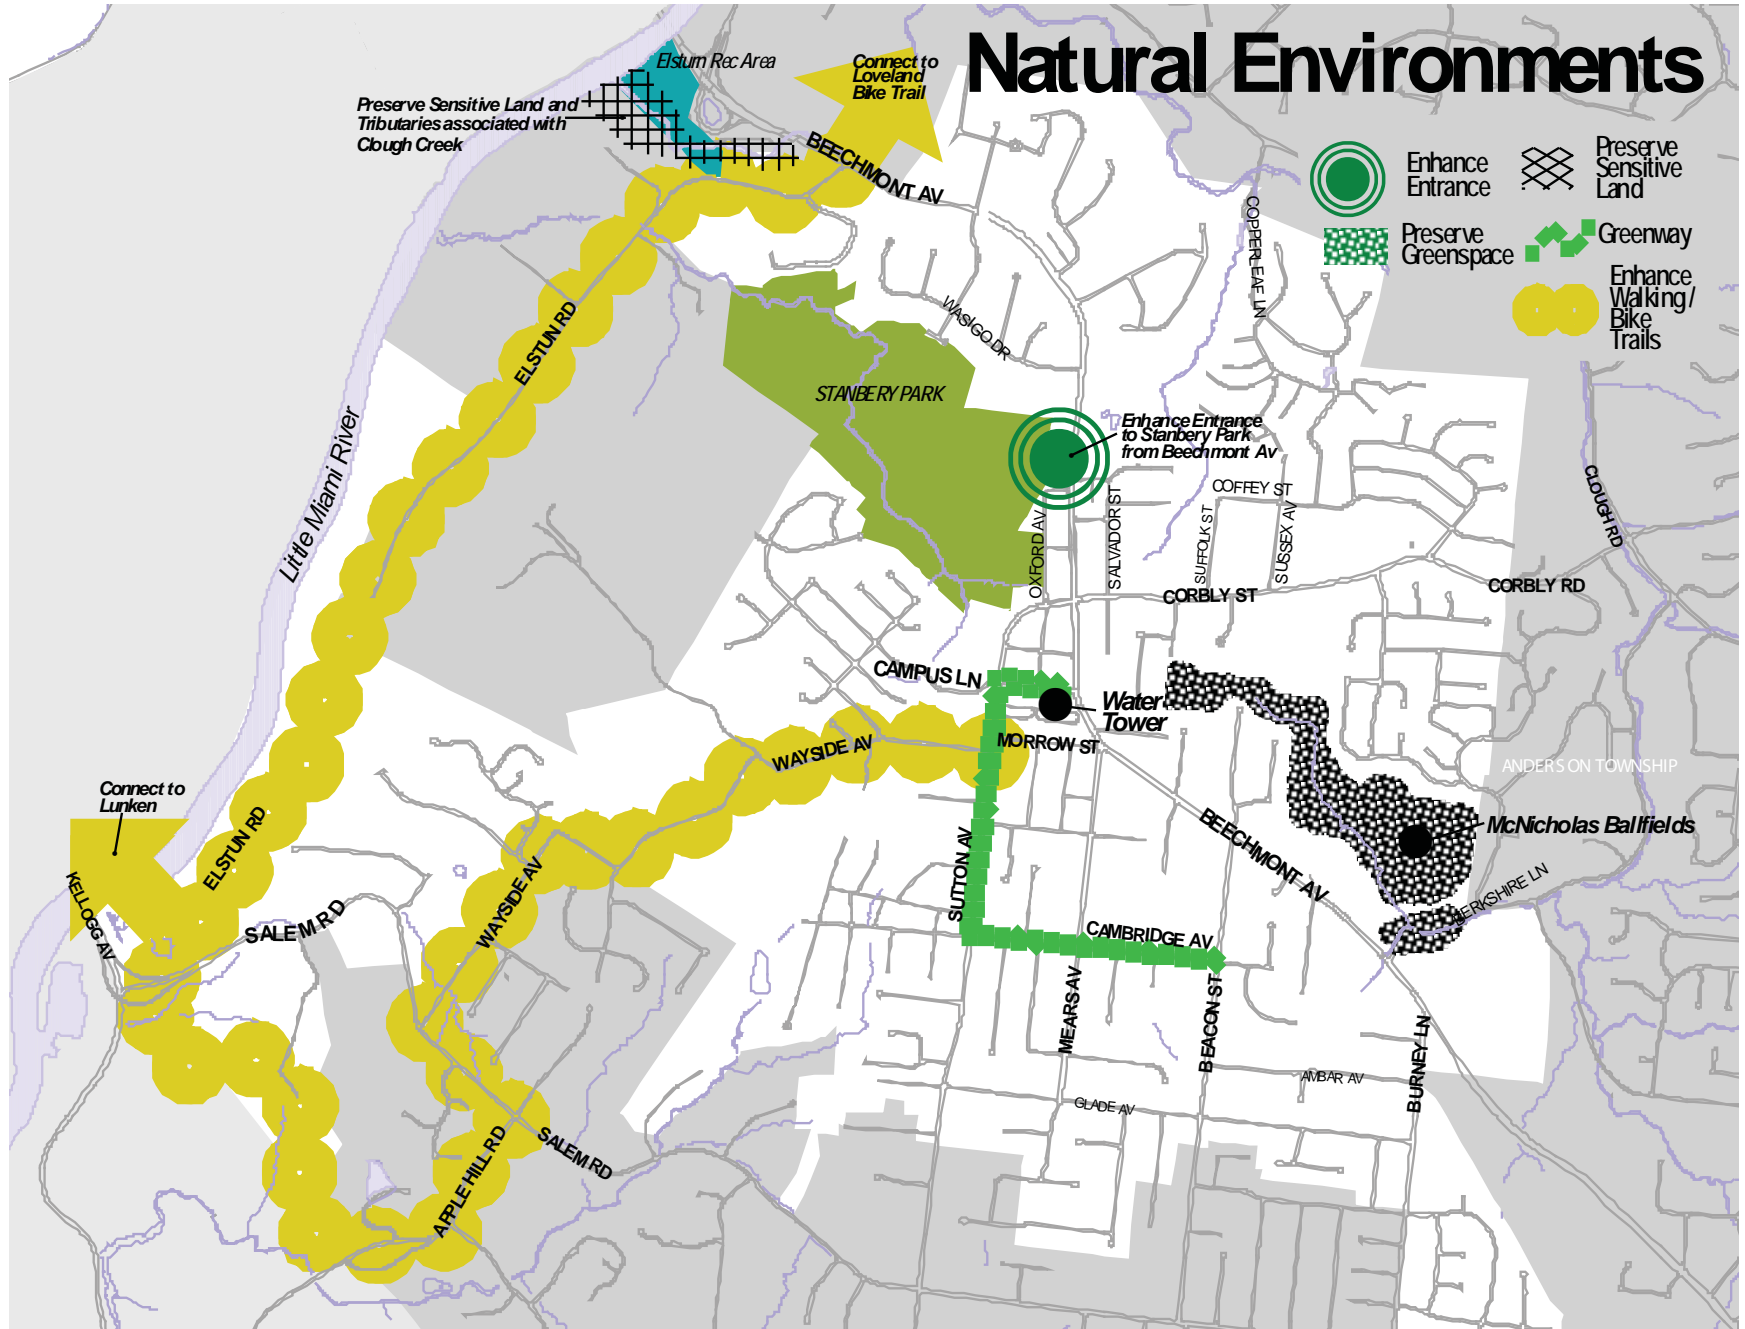 Natural Environments
Elsturn Rec Area
Connect to
Loveland
Bike Trail
Preserve Sensitive Land and
Tributaries associated with
Clough Creek
BEECHMONT AV
Enhance
Entrance
Preserve
Sensitive
Land
Preserve
Greenspace
Greenway
Enhance
Walking/
Bike
Trails
COPPERLEAF LN
WASIGO DR
ELSTUN RD
STANBERY PARK
Enhance Entrance
to Stanbery Park
from Beechmont Av
Little Miami River
COFFEY ST
CLOUGH RD
OXFORD AV
SALVADOR ST
SUFFOLK ST
SUSSEX AV
CORBLY ST
CORBLY RD
CAMPUS LN
Water
Tower
MORROW ST
WAYSIDE AV
ANDERSON TOWNSHIP
Connect to
Lunken
ELSTUN RD
BEECHMONT AV
McNicholas Ballfields
KELLOGG AV
SALEM RD
WAYSIDE AV
SUTTON AV
BERKSHIRE LN
CAMBRIDGE AV
MEARS AV
BEACON ST
BURNEY LN
AMBAR AV
GLADE AV
APPLE HILL RD
SALEM RD